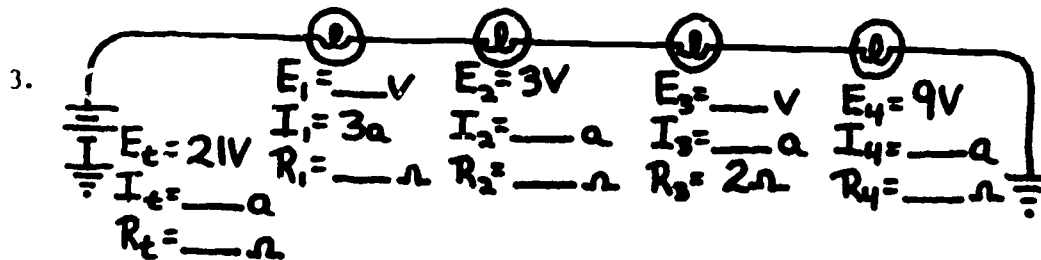 3.
E₁=___V
I₁=3a
R₁=___Ω
E₂=3V
I₂=___a
R₂=___Ω
E₃=___V
I₃=___a
R₃=2Ω
E₄=9V
I₄=___a
R₄=___Ω
Eₜ=21V
Iₜ=___a
Rₜ=___Ω